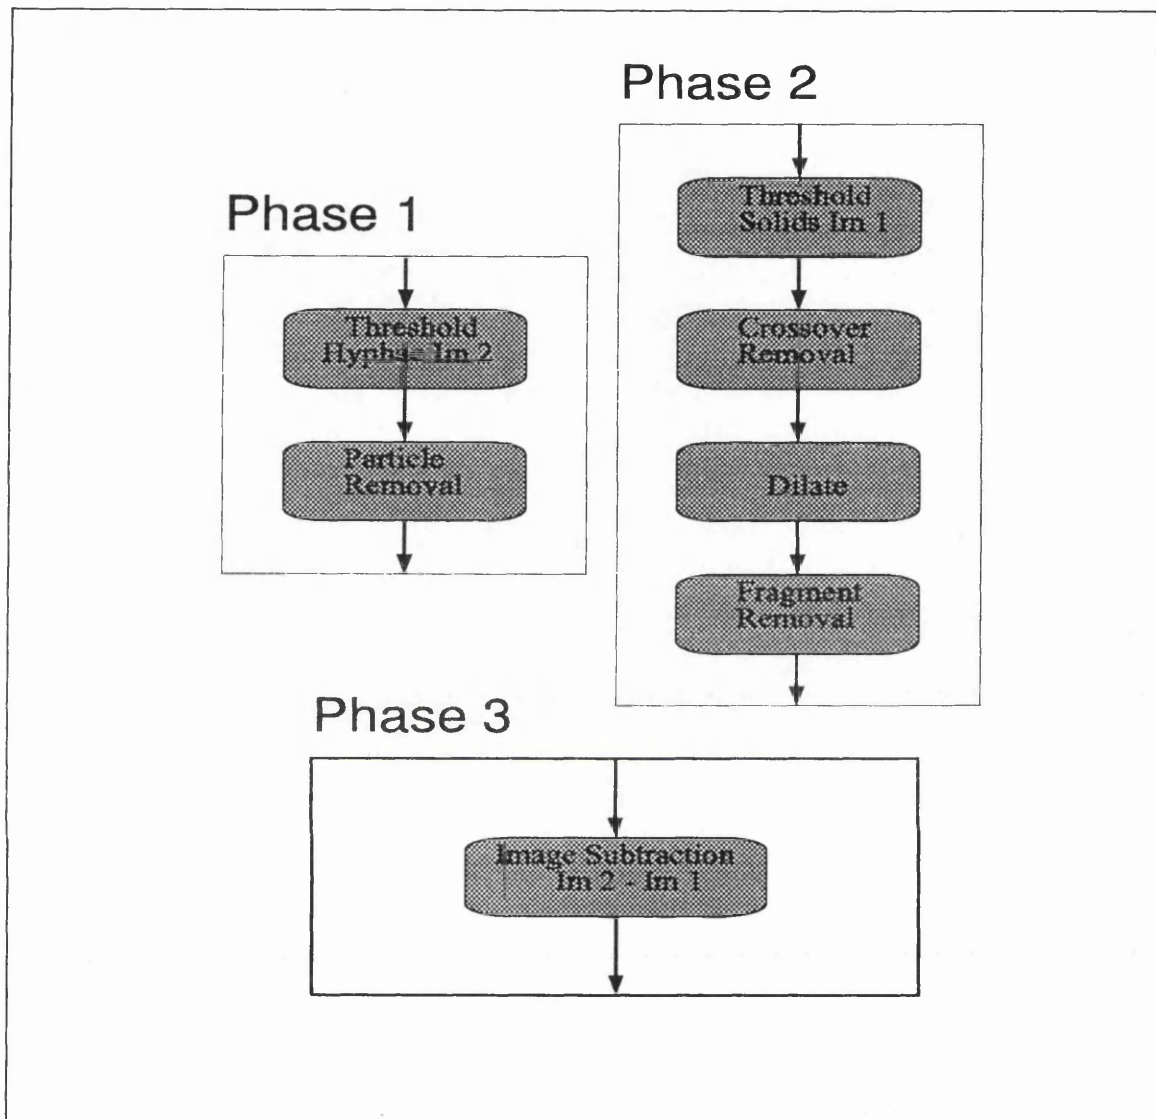 Phase 1
Threshold
Hyphae Im 2
Particle
Removal
Phase 2
Threshold
Solids Im 1
Crossover
Removal
Dilate
Fragment
Removal
Phase 3
Image Subtraction
Im 2 - Im 1